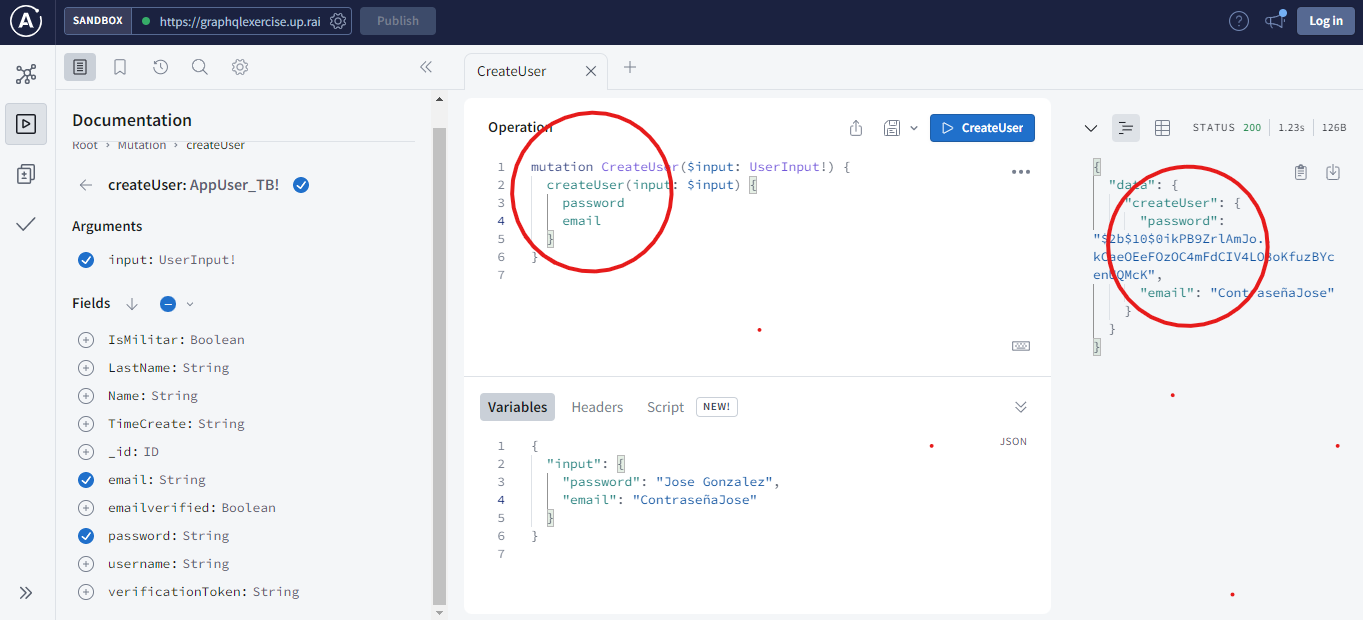 SANDBOX
https://graphqlexercise.up.rai
Publish
Log in
Documentation
Root › Mutation › createUser
createUser: AppUser_TB!
Arguments
input: UserInput!
Fields
IsMilitar: Boolean
LastName: String
Name: String
TimeCreate: String
_id: ID
email: String
emailverified: Boolean
password: String
username: String
verificationToken: String
CreateUser
Operation
CreateUser
1 mutation CreateUser($input: UserInput!) {
2 createUser(input: $input) {
3 password
4 email
5 }
6 }
7
Variables
Headers
Script
NEW!
JSON
1 {
2 "input": {
3 "password": "Jose Gonzalez",
4 "email": "ContraseñaJose"
5 }
6 }
7
STATUS 200 1.23s 126B
{
"data": {
"createUser": {
"password":
"email": "ContraseñaJose"
}
}
}